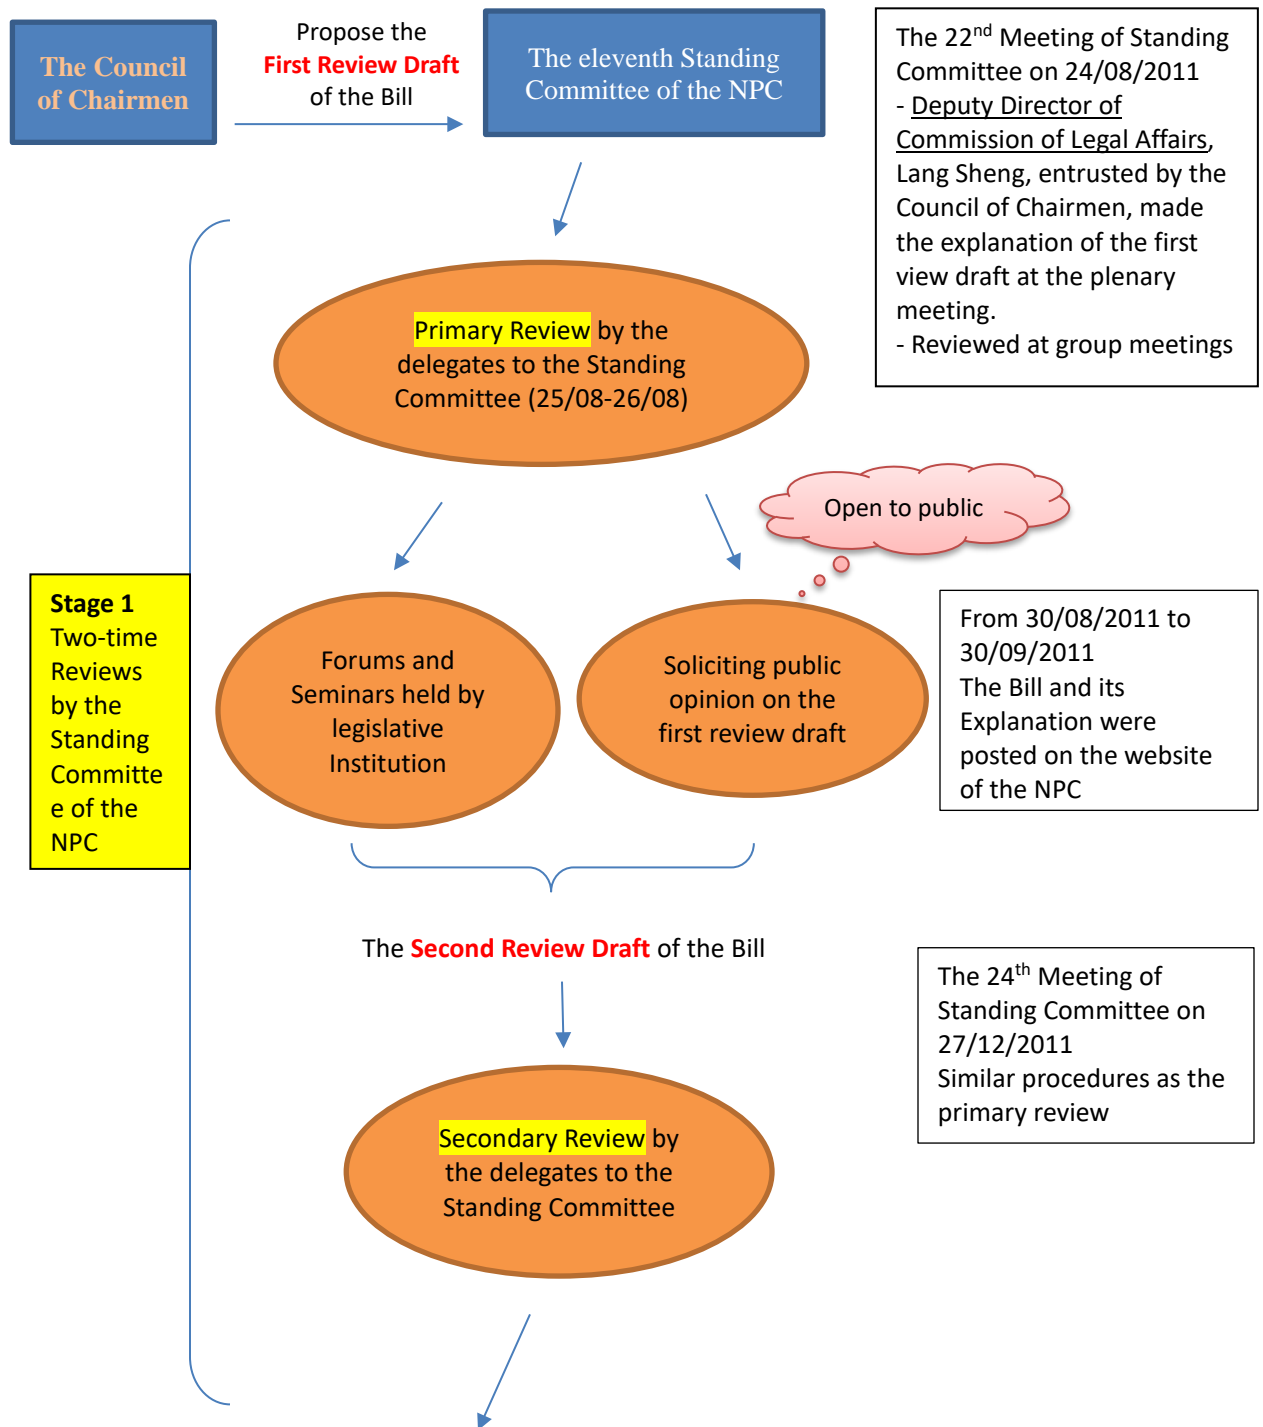 The Council
of Chairmen
Propose the
First Review Draft
of the Bill
The eleventh Standing
Committee of the NPC
The 22nd Meeting of Standing
Committee on 24/08/2011
- Deputy Director of
Commission of Legal Affairs,
Lang Sheng, entrusted by the
Council of Chairmen, made
the explanation of the first
view draft at the plenary
meeting.
- Reviewed at group meetings
Primary Review by the
delegates to the Standing
Committee (25/08-26/08)
Open to public
Stage 1
Two-time
Reviews
by the
Standing
Committe
e of the
NPC
Forums and
Seminars held by
legislative
Institution
Soliciting public
opinion on the
first review draft
From 30/08/2011 to
30/09/2011
The Bill and its
Explanation were
posted on the website
of the NPC
The Second Review Draft of the Bill
The 24th Meeting of
Standing Committee on
27/12/2011
Similar procedures as the
primary review
Secondary Review by
the delegates to the
Standing Committee